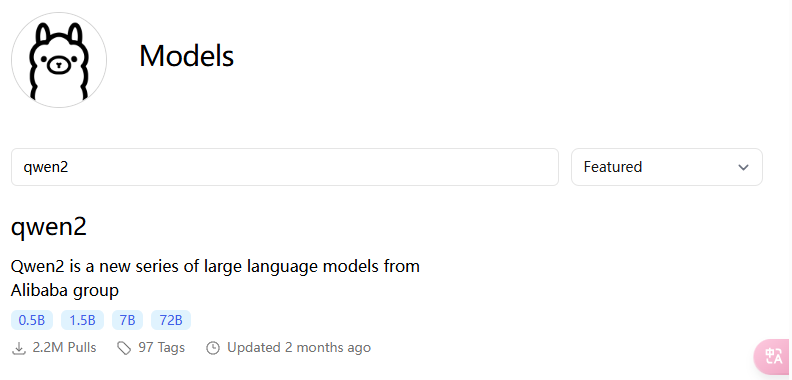 Models
qwen2
Featured
qwen2
Qwen2 is a new series of large language models from
Alibaba group
0.5B 1.5B 7B 72B
2.2M Pulls 97 Tags Updated 2 months ago
中 A